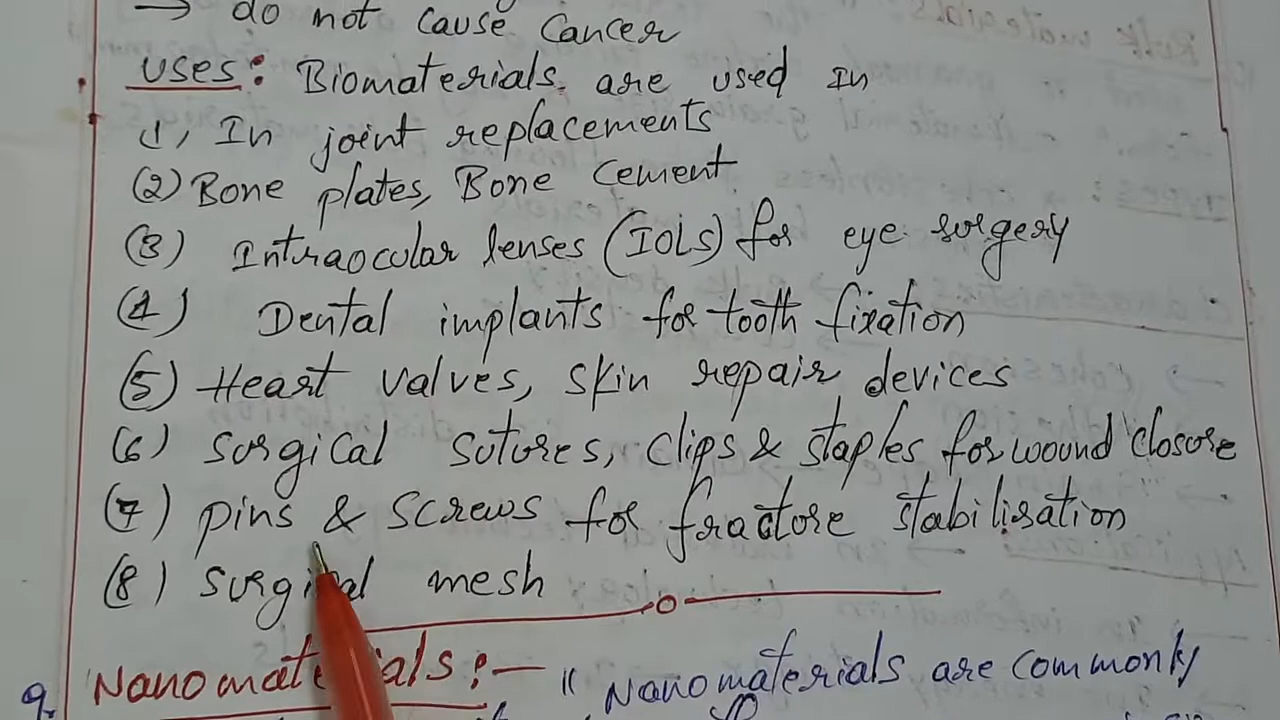 → do not cause Cancer
Uses: Biomaterials are used In
(1) In joint replacements
(2) Bone plates, Bone Cement
(3) Intraocular lenses (IOLs) for eye surgery
(4) Dental implants for tooth fixation
(5) Heart valves, skin repair devices
(6) Surgical sutures, clips & staples for wound closure
(7) pins & screws for fracture stabilisation
(8) Surgical mesh
9. Nanomaterials:- "Nanomaterials are commonly